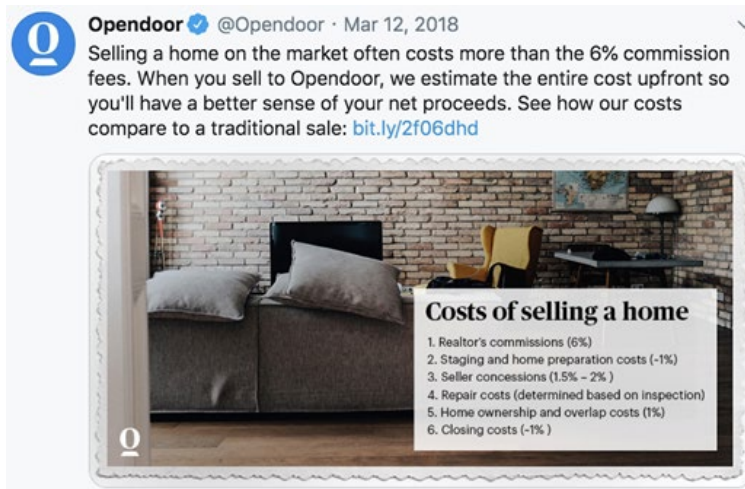 Opendoor @Opendoor · Mar 12, 2018
Selling a home on the market often costs more than the 6% commission
fees. When you sell to Opendoor, we estimate the entire cost upfront so
you'll have a better sense of your net proceeds. See how our costs
compare to a traditional sale: bit.ly/2f06dhd
Costs of selling a home
1. Realtor's commissions (6%)
2. Staging and home preparation costs (~1%)
3. Seller concessions (1.5% – 2% )
4. Repair costs (determined based on inspection)
5. Home ownership and overlap costs (1%)
6. Closing costs (~1% )